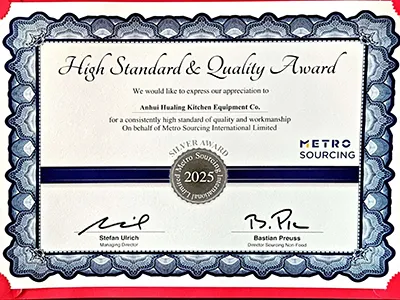 High Standard & Quality Award
We would like to express our appreciation to
Anhui Hualing Kitchen Equipment Co.
for a consistently high standard of quality and workmanship
On behalf of Metro Sourcing International Limited
METRO
SOURCING
SILVER AWARD
Metro Sourcing International Limited
2025
Stefan Ulrich
Managing Director
B. Pr
Bastian Preuss
Director Sourcing Non Food